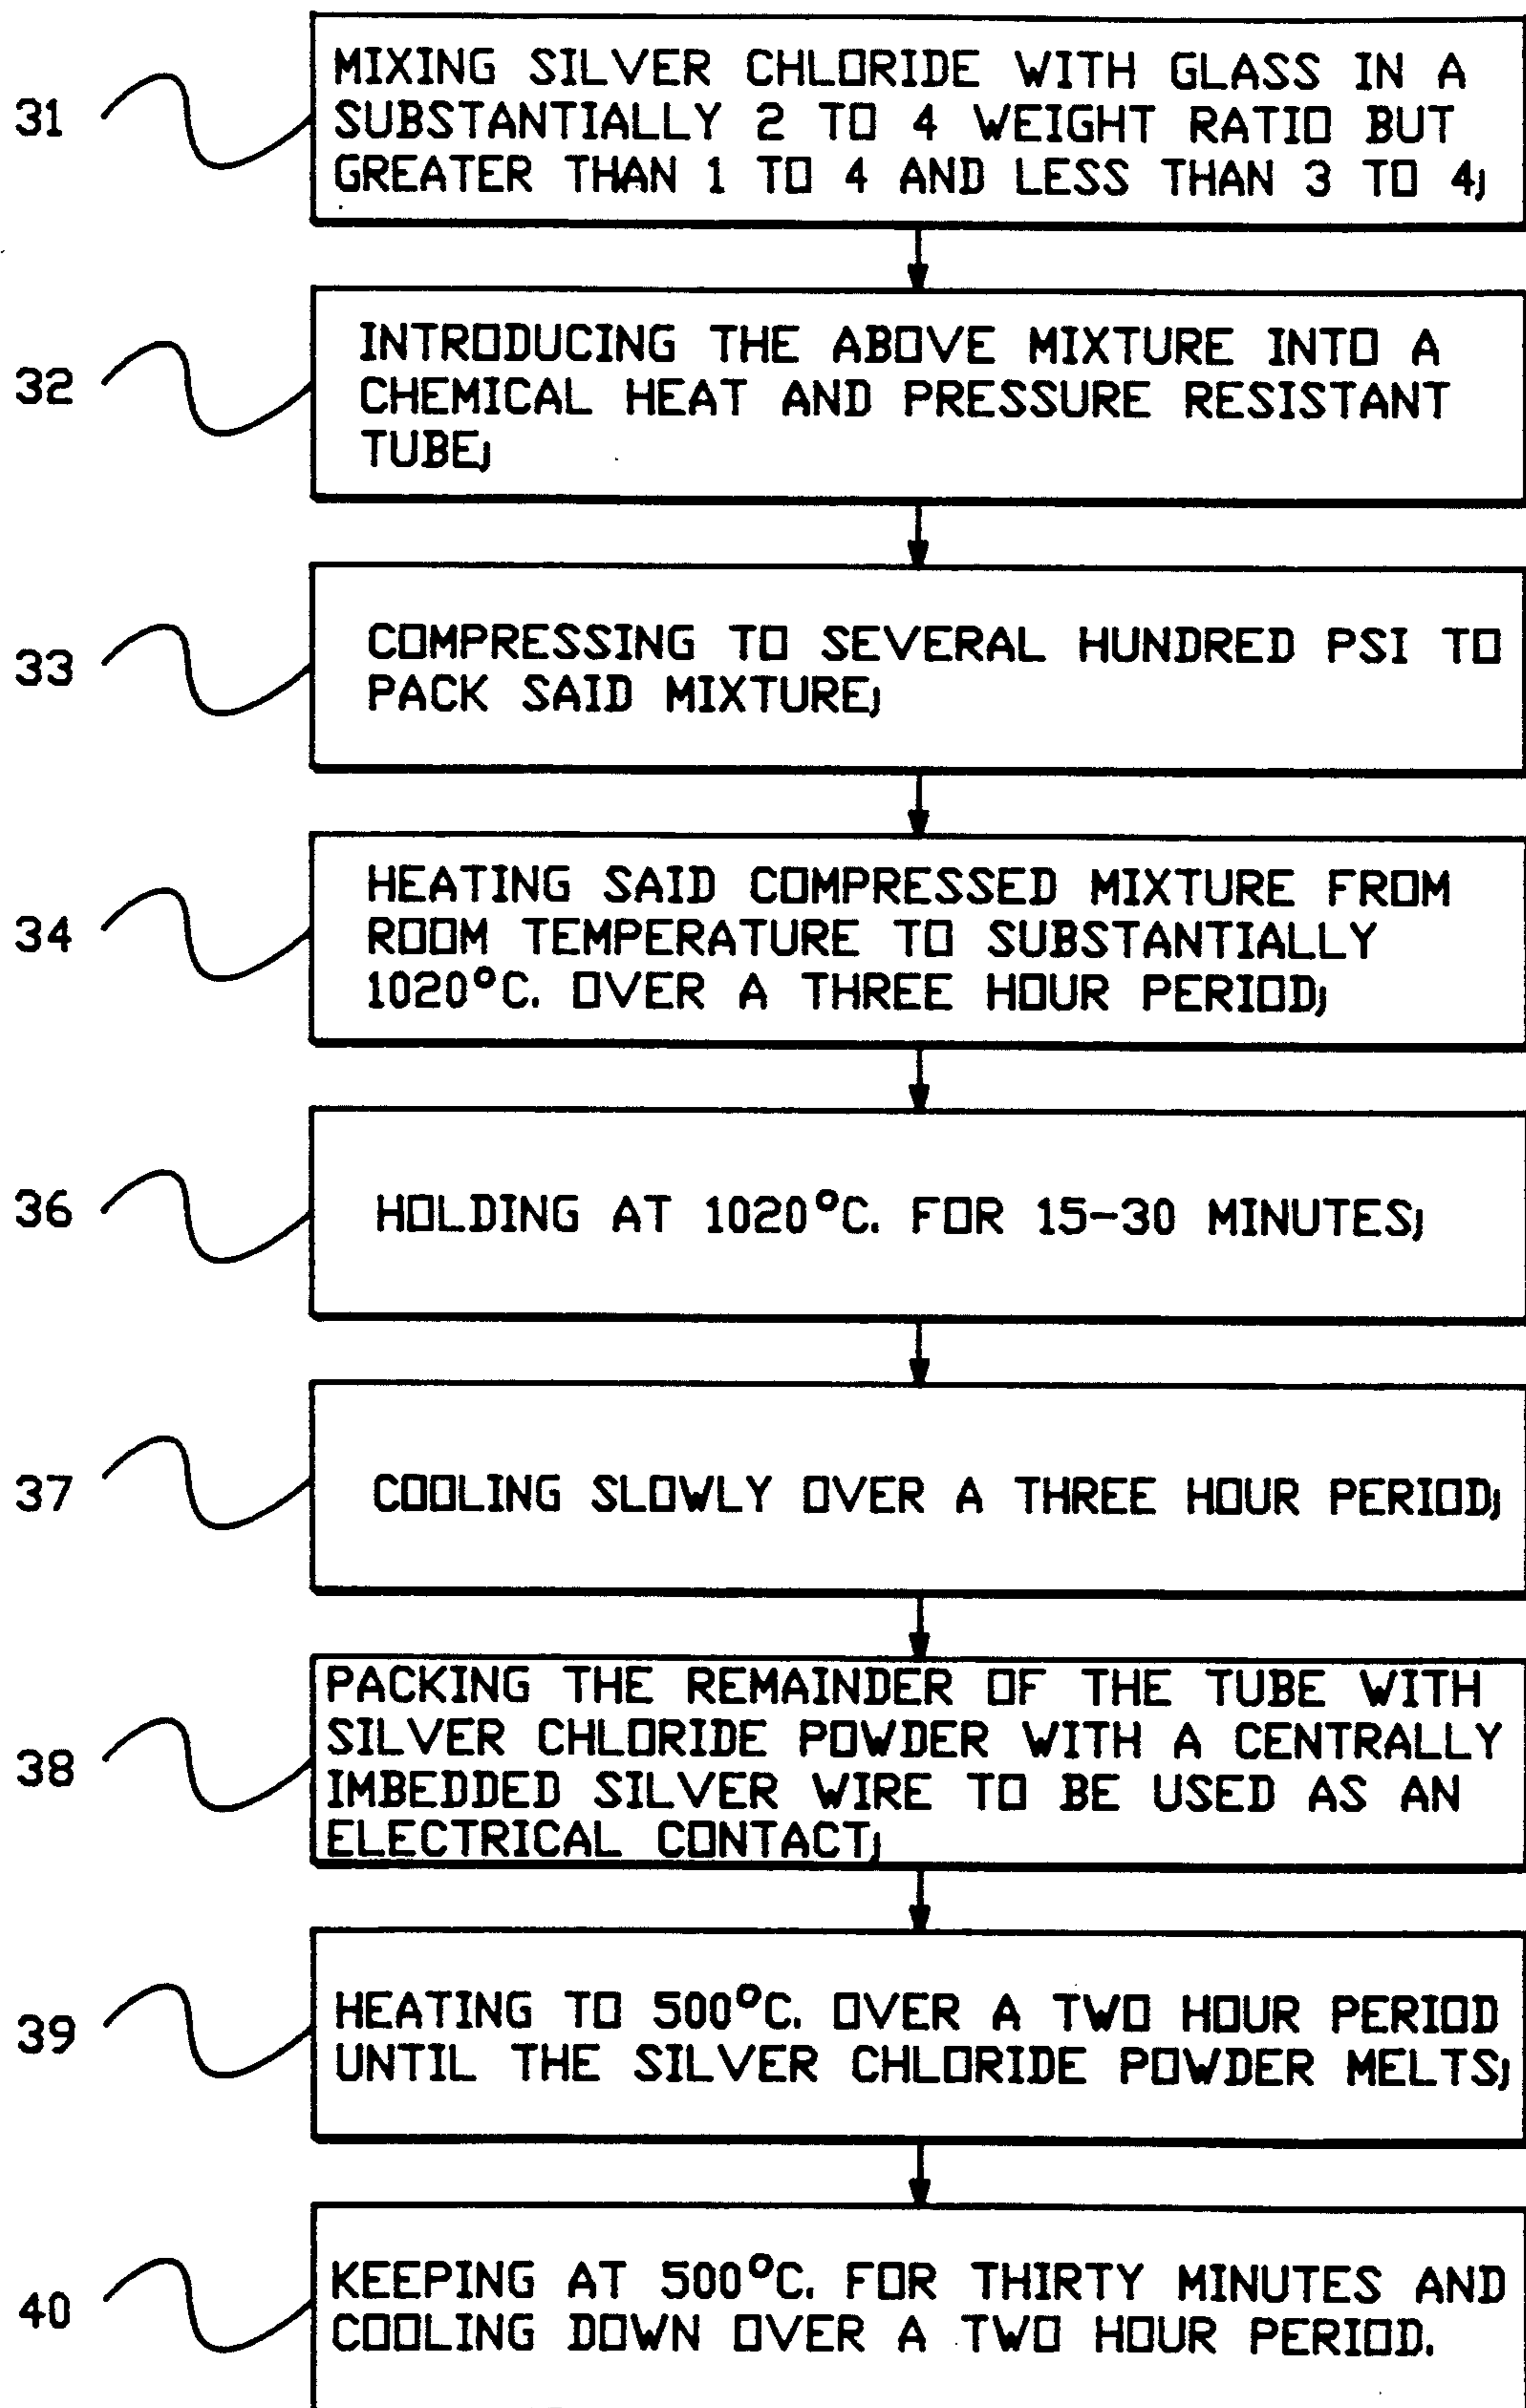 31
MIXING SILVER CHLORIDE WITH GLASS IN A
SUBSTANTIALLY 2 TO 4 WEIGHT RATIO BUT
GREATER THAN 1 TO 4 AND LESS THAN 3 TO 4;
32
INTRODUCING THE ABOVE MIXTURE INTO A
CHEMICAL HEAT AND PRESSURE RESISTANT
TUBE;
33
COMPRESSING TO SEVERAL HUNDRED PSI TO
PACK SAID MIXTURE;
34
HEATING SAID COMPRESSED MIXTURE FROM
ROOM TEMPERATURE TO SUBSTANTIALLY
1020°C. OVER A THREE HOUR PERIOD;
36
HOLDING AT 1020°C. FOR 15-30 MINUTES;
37
COOLING SLOWLY OVER A THREE HOUR PERIOD;
38
PACKING THE REMAINDER OF THE TUBE WITH
SILVER CHLORIDE POWDER WITH A CENTRALLY
IMBEDDED SILVER WIRE TO BE USED AS AN
ELECTRICAL CONTACT;
39
HEATING TO 500°C. OVER A TWO HOUR PERIOD
UNTIL THE SILVER CHLORIDE POWDER MELTS;
40
KEEPING AT 500°C. FOR THIRTY MINUTES AND
COOLING DOWN OVER A TWO HOUR PERIOD.